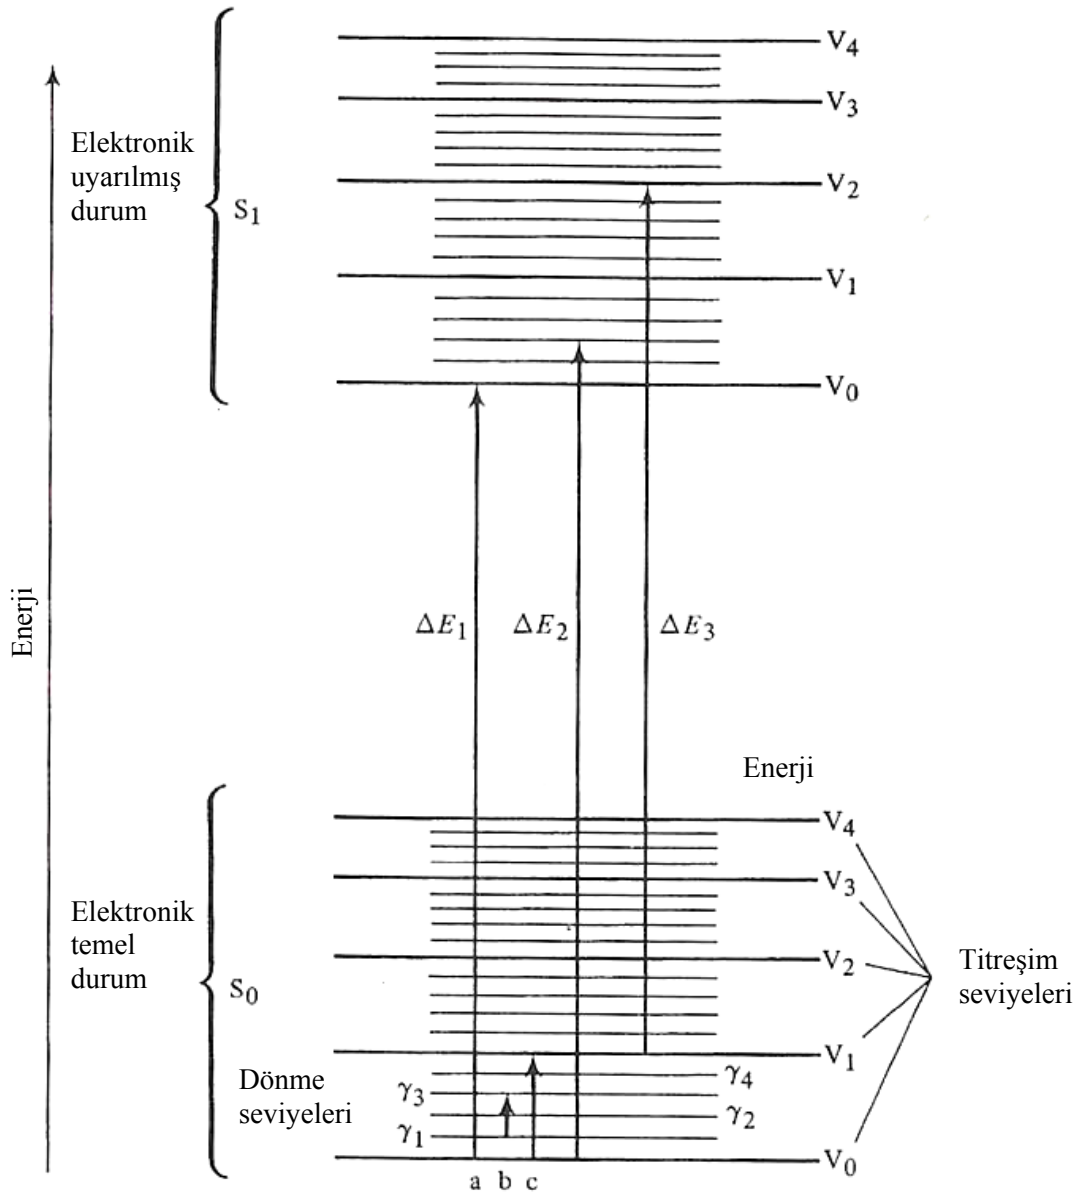 V4
V3
Elektronik
uyarılmış
durum
S1
V2
V1
V0
Enerji
ΔE1
ΔE2
ΔE3
Enerji
V4
V3
Elektronik
temel
durum
S0
V2
Titreşim
seviyeleri
V1
Dönme
seviyeleri
γ4
γ3
γ2
γ1
V0
a b c